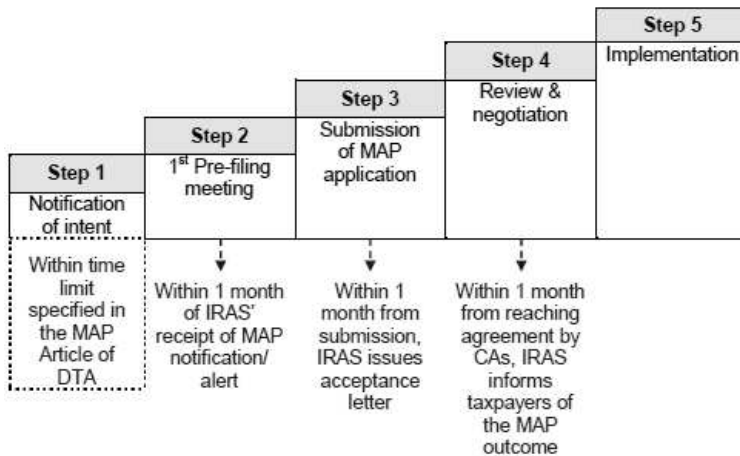 Step 1
Notification
of intent
Within time
limit
specified in
the MAP
Article of
DTA
Step 2
1st Pre-filing
meeting
Within 1 month
of IRAS'
receipt of MAP
notification/
alert
Step 3
Submission
of MAP
application
Within 1
month from
submission,
IRAS issues
acceptance
letter
Step 4
Review &
negotiation
Within 1 month
from reaching
agreement by
CAs, IRAS
informs
taxpayers of
the MAP
outcome
Step 5
Implementation